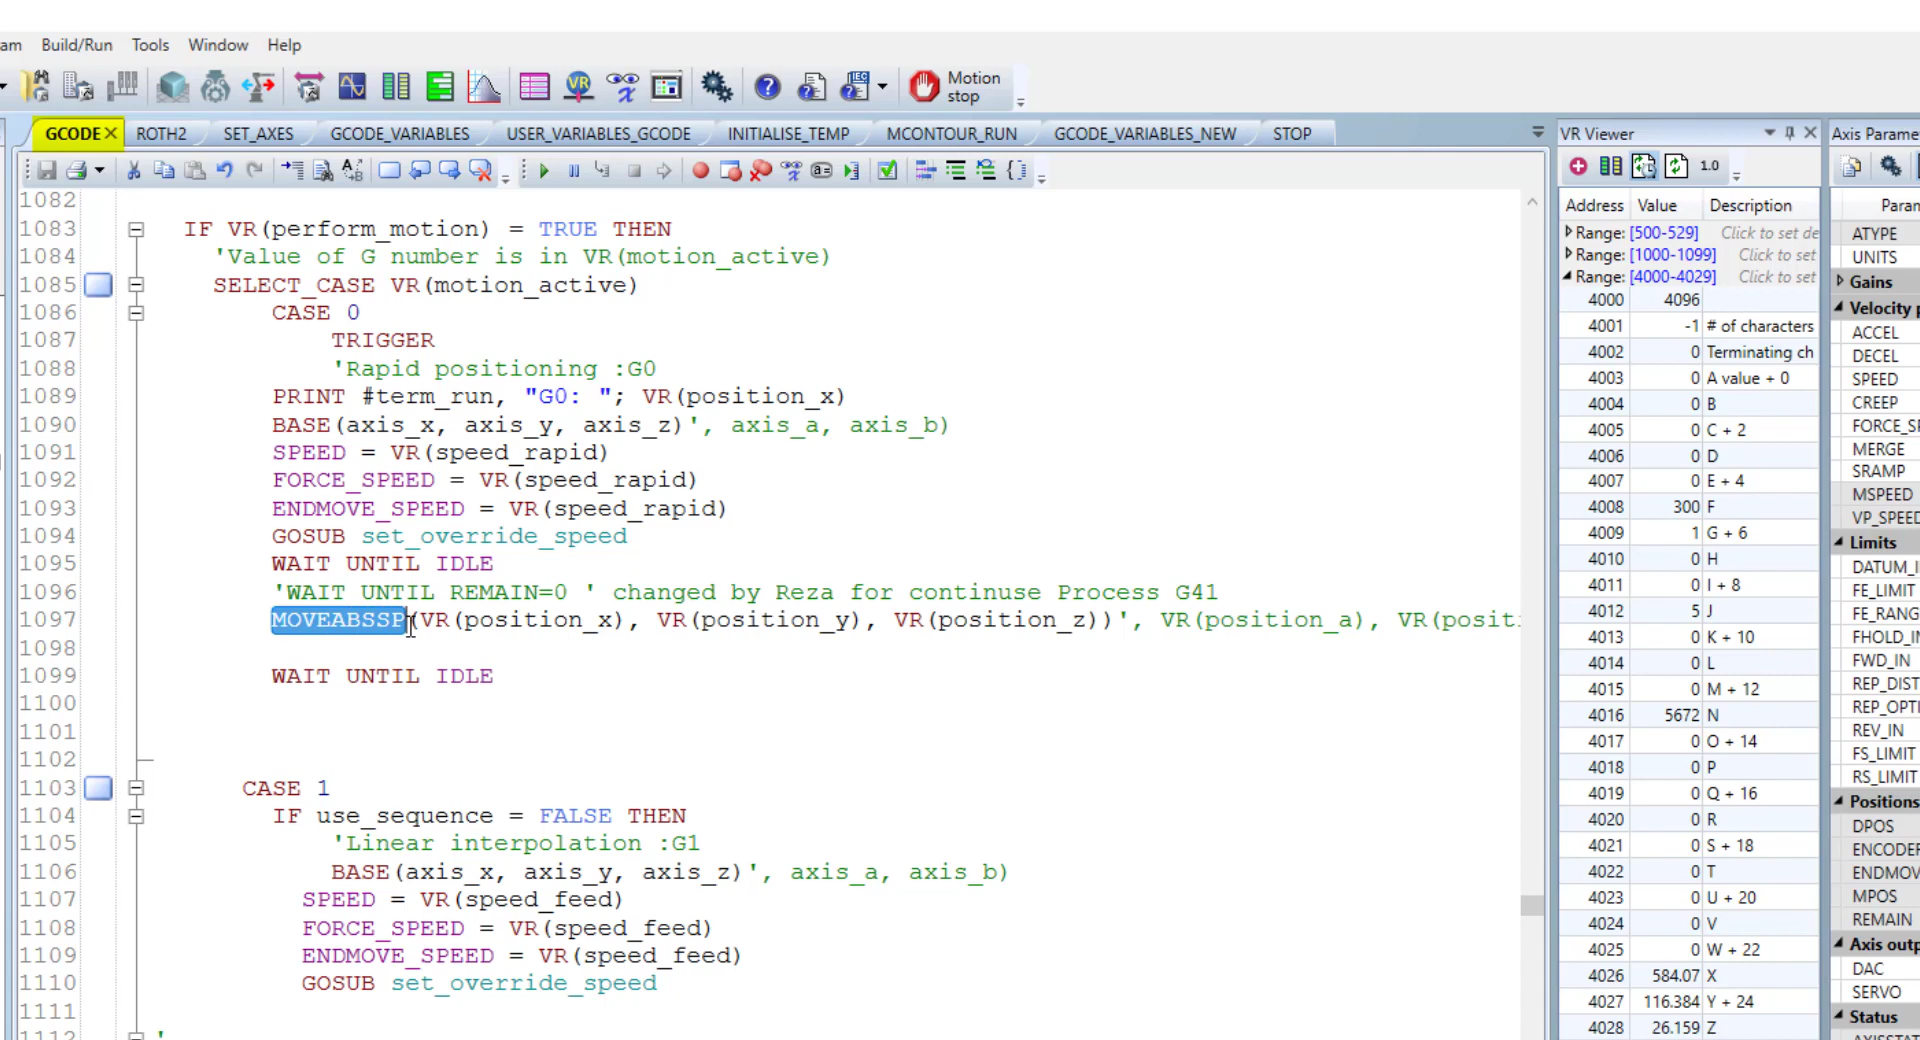 am Build/Run Tools Window Help
Motion stop
GCODE ROTH2 SET_AXES GCODE_VARIABLES USER_VARIABLES_GCODE INITIALISE_TEMP MCONTOUR_RUN GCODE_VARIABLES_NEW STOP
1082
1083 IF VR(perform_motion) = TRUE THEN
1084 'Value of G number is in VR(motion_active)
1085 SELECT_CASE VR(motion_active)
1086 CASE 0
1087 TRIGGER
1088 'Rapid positioning :G0
1089 PRINT #term_run, "G0: "; VR(position_x)
1090 BASE(axis_x, axis_y, axis_z)', axis_a, axis_b)
1091 SPEED = VR(speed_rapid)
1092 FORCE_SPEED = VR(speed_rapid)
1093 ENDMOVE_SPEED = VR(speed_rapid)
1094 GOSUB set_override_speed
1095 WAIT UNTIL IDLE
1096 'WAIT UNTIL REMAIN=0 ' changed by Reza for continuse Process G41
1097 MOVEABSSP(VR(position_x), VR(position_y), VR(position_z))', VR(position_a), VR(posit
1098
1099 WAIT UNTIL IDLE
1100
1101
1102
1103 CASE 1
1104 IF use_sequence = FALSE THEN
1105 'Linear interpolation :G1
1106 BASE(axis_x, axis_y, axis_z)', axis_a, axis_b)
1107 SPEED = VR(speed_feed)
1108 FORCE_SPEED = VR(speed_feed)
1109 ENDMOVE_SPEED = VR(speed_feed)
1110 GOSUB set_override_speed
1111
1112 '
VR Viewer
1.0
Address Value Description
Range: [500-529] Click to set de
Range: [1000-1099] Click to set
Range: [4000-4029] Click to set
4000 4096
4001 -1 # of characters
4002 0 Terminating ch
4003 0 A value + 0
4004 0 B
4005 0 C + 2
4006 0 D
4007 0 E + 4
4008 300 F
4009 1 G + 6
4010 0 H
4011 0 I + 8
4012 5 J
4013 0 K + 10
4014 0 L
4015 0 M + 12
4016 5672 N
4017 0 O + 14
4018 0 P
4019 0 Q + 16
4020 0 R
4021 0 S + 18
4022 0 T
4023 0 U + 20
4024 0 V
4025 0 W + 22
4026 584.07 X
4027 116.384 Y + 24
4028 26.159 Z
Axis Parame
Param
ATYPE
UNITS
Gains
Velocity p
ACCEL
DECEL
SPEED
CREEP
FORCE_SP
MERGE
SRAMP
MSPEED
VP_SPEED
Limits
DATUM_I
FE_LIMIT
FE_RANG
FHOLD_IN
FWD_IN
REP_DIST
REP_OPTI
REV_IN
FS_LIMIT
RS_LIMIT
Positions
DPOS
ENCODER
ENDMOV
MPOS
REMAIN
Axis outp
DAC
SERVO
Status
AXISSTAT